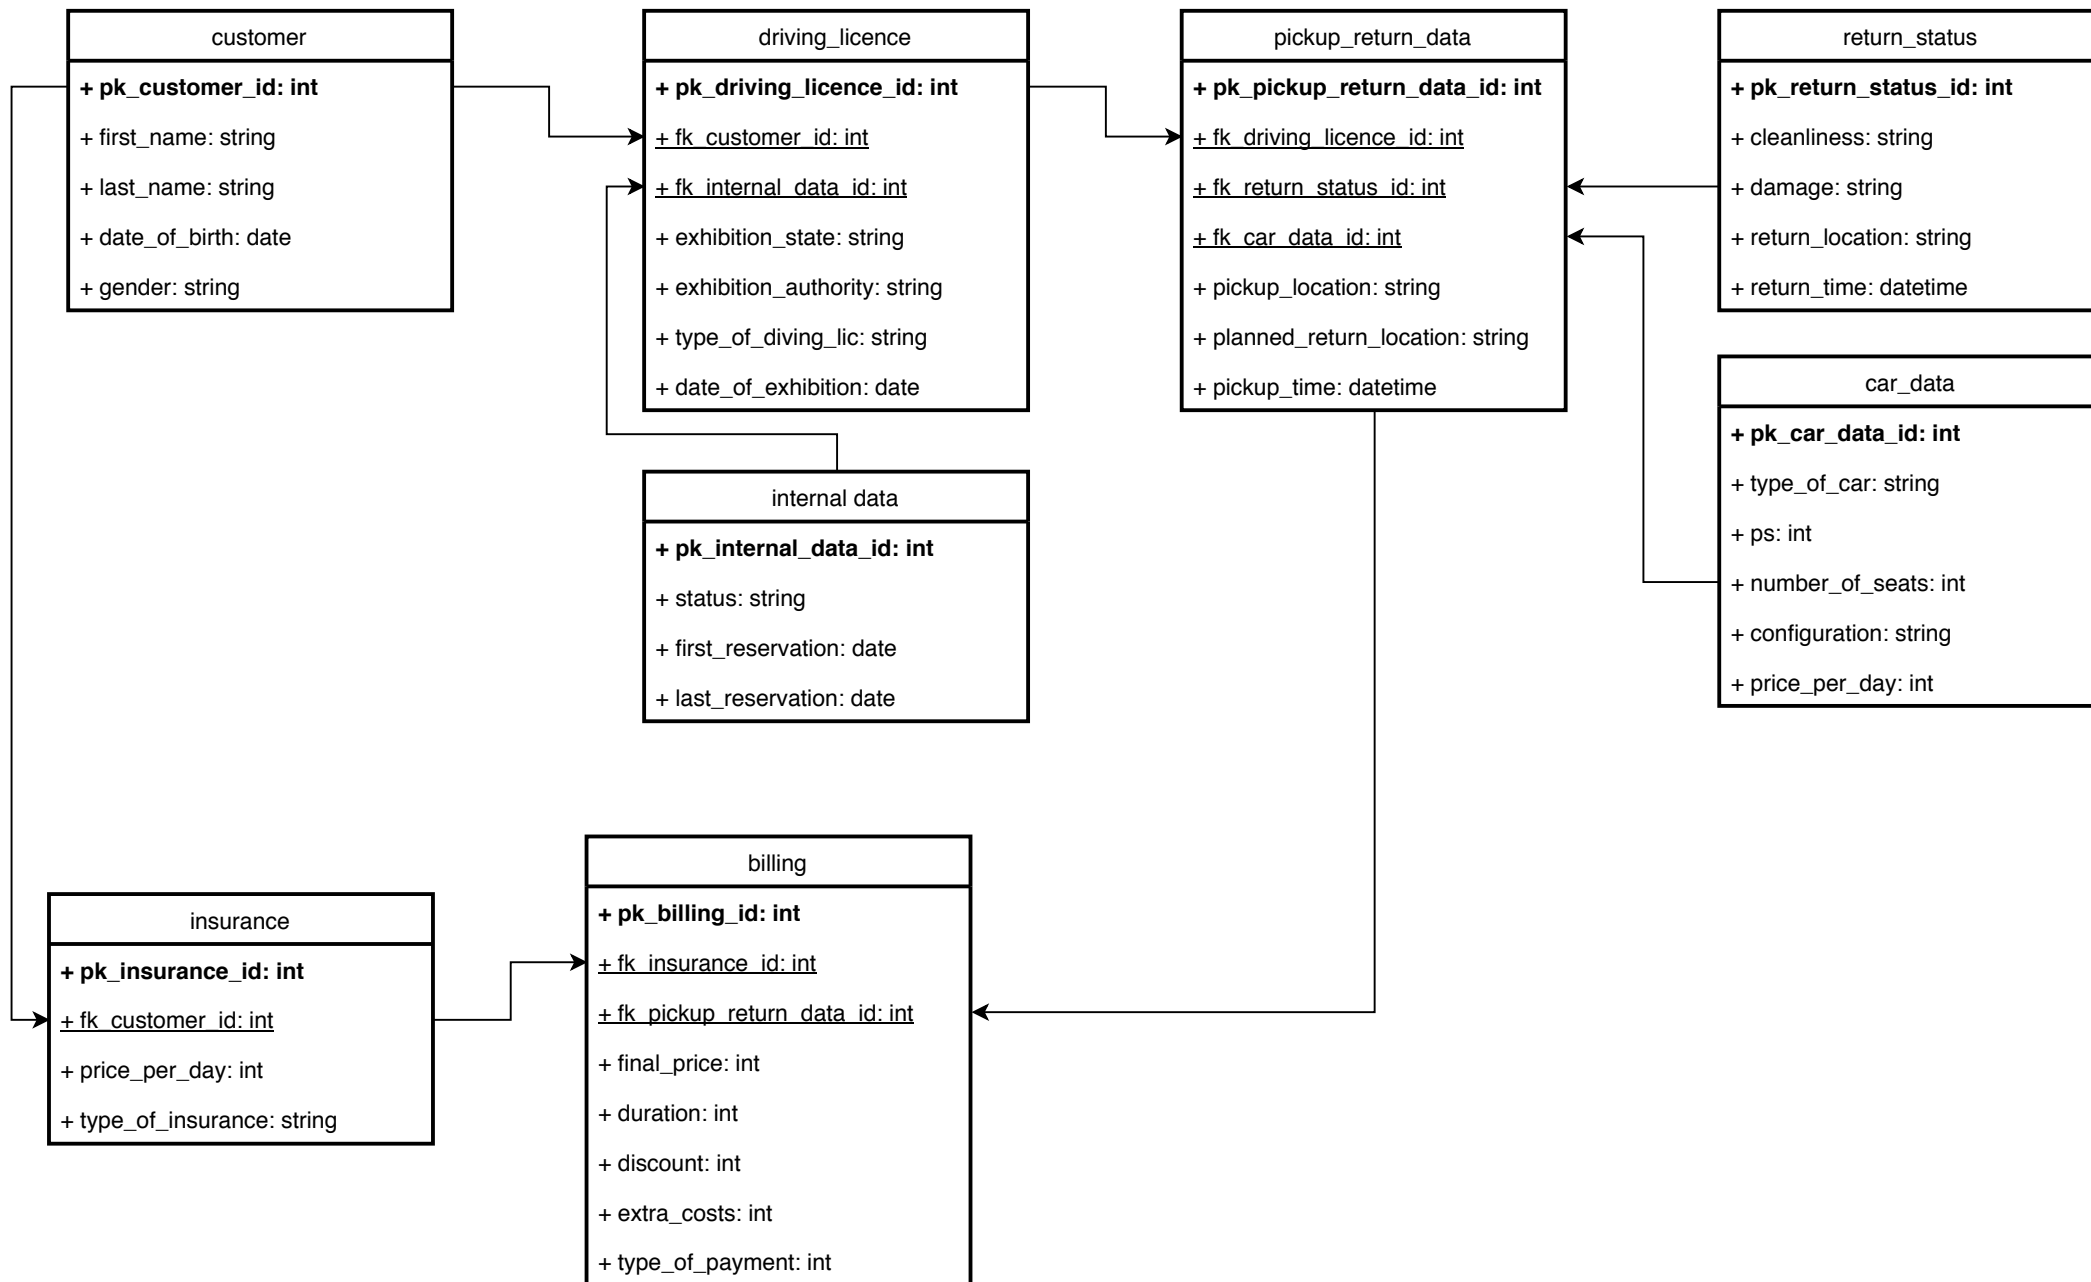 customer
+ pk_customer_id: int
+ first_name: string
+ last_name: string
+ date_of_birth: date
+ gender: string
driving_licence
+ pk_driving_licence_id: int
+ fk_customer_id: int
+ fk_internal_data_id: int
+ exhibition_state: string
+ exhibition_authority: string
+ type_of_diving_lic: string
+ date_of_exhibition: date
pickup_return_data
+ pk_pickup_return_data_id: int
+ fk_driving_licence_id: int
+ fk_return_status_id: int
+ fk_car_data_id: int
+ pickup_location: string
+ planned_return_location: string
+ pickup_time: datetime
return_status
+ pk_return_status_id: int
+ cleanliness: string
+ damage: string
+ return_location: string
+ return_time: datetime
car_data
+ pk_car_data_id: int
+ type_of_car: string
+ ps: int
+ number_of_seats: int
+ configuration: string
+ price_per_day: int
internal data
+ pk_internal_data_id: int
+ status: string
+ first_reservation: date
+ last_reservation: date
insurance
+ pk_insurance_id: int
+ fk_customer_id: int
+ price_per_day: int
+ type_of_insurance: string
billing
+ pk_billing_id: int
+ fk_insurance_id: int
+ fk_pickup_return_data_id: int
+ final_price: int
+ duration: int
+ discount: int
+ extra_costs: int
+ type_of_payment: int